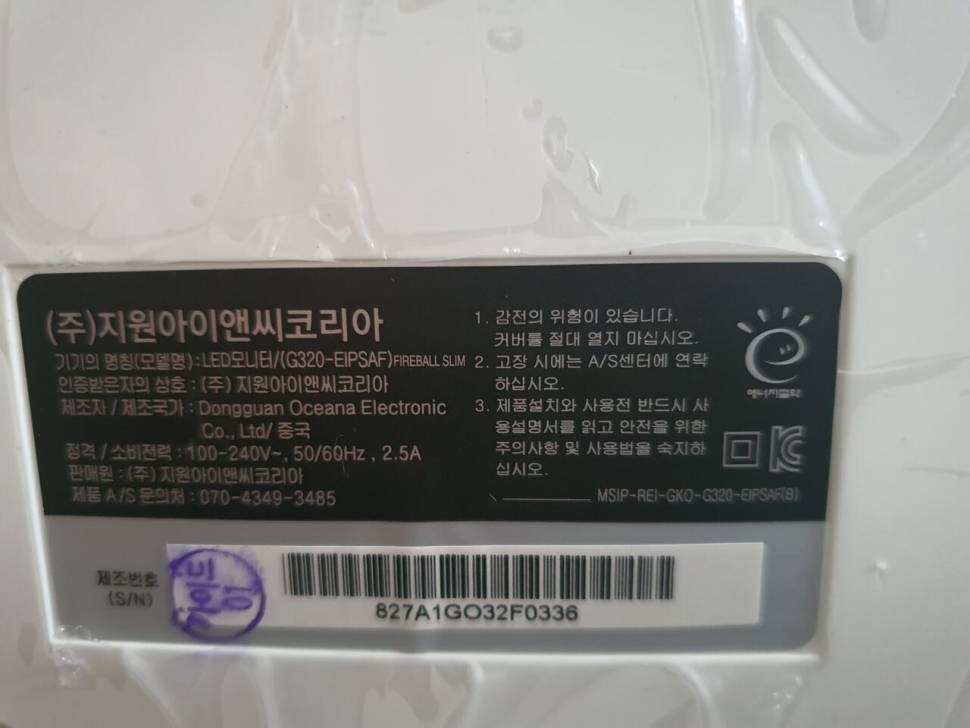 (주)지원아이앤씨코리아
기기의 명칭(모델명) : LED모니터/(G320-EIPSAF)FIREBALL SLIM
인증받은자의 상호 : (주) 지원아이앤씨코리아
제조자 / 제조국가 : Dongguan Oceana Electronic
Co., Ltd/ 중국
정격 / 소비전력 : 100-240V~, 50/60Hz , 2.5A
판매원 : (주) 지원아이앤씨코리아
제품 A/S 문의처 : 070-4349-3485
1. 감전의 위험이 있습니다.
커버를 절대 열지 마십시오.
2. 고장 시에는 A/S센터에 연락
하십시오.
3. 제품설치와 사용전 반드시 사
용설명서를 읽고 안전을 위한
주의사항 및 사용법을 숙지하
십시오.
에너지절약
MSIP-REI-GKO-G320-EIPSAF(B)
제조번호
(S/N)
827A1GO32F0336